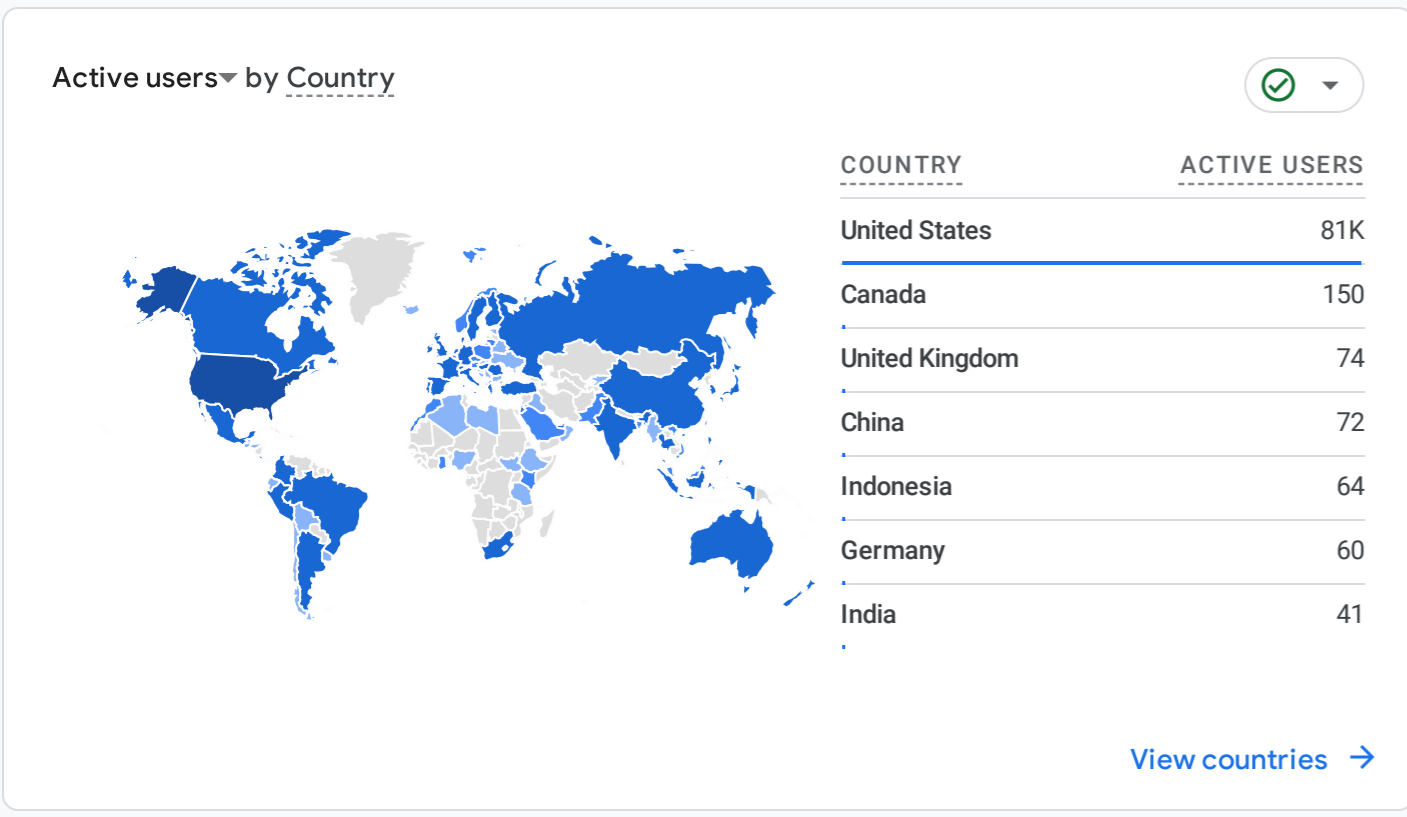 Active users by Country
COUNTRY ACTIVE USERS
United States 81K
Canada 150
United Kingdom 74
China 72
Indonesia 64
Germany 60
India 41
View countries